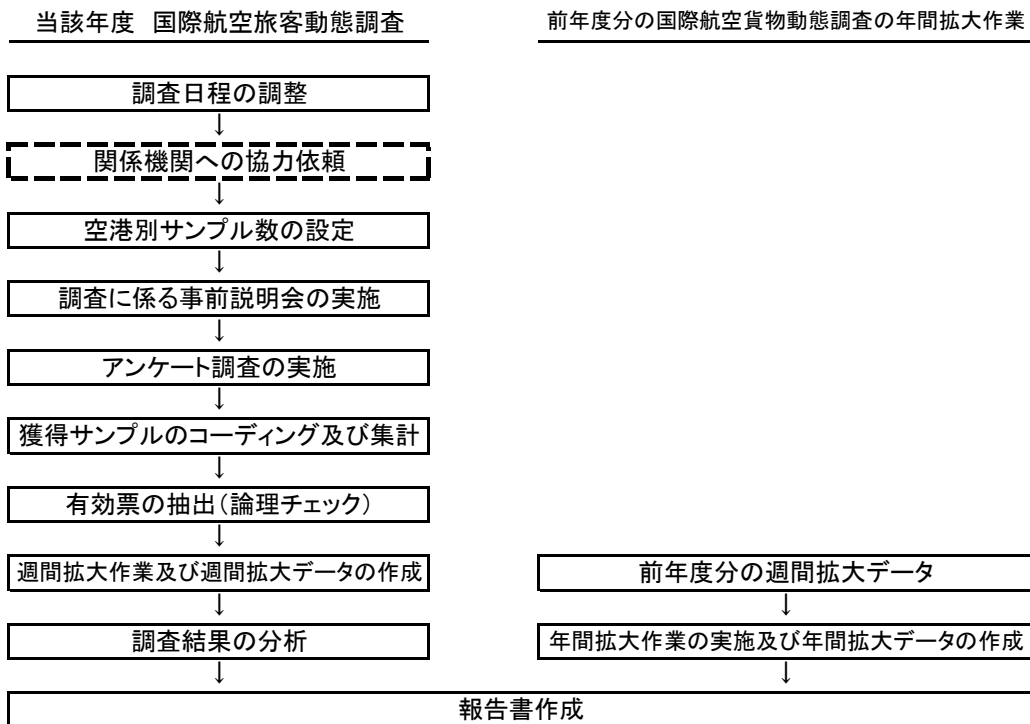 当該年度 国際航空旅客動態調査
調査日程の調整
↓
関係機関への協力依頼
↓
空港別サンプル数の設定
↓
調査に係る事前説明会の実施
↓
アンケート調査の実施
↓
獲得サンプルのコーディング及び集計
↓
有効票の抽出(論理チェック)
↓
週間拡大作業及び週間拡大データの作成
↓
調査結果の分析
↓
前年度分の国際航空貨物動態調査の年間拡大作業
前年度分の週間拡大データ
↓
年間拡大作業の実施及び年間拡大データの作成
↓
報告書作成